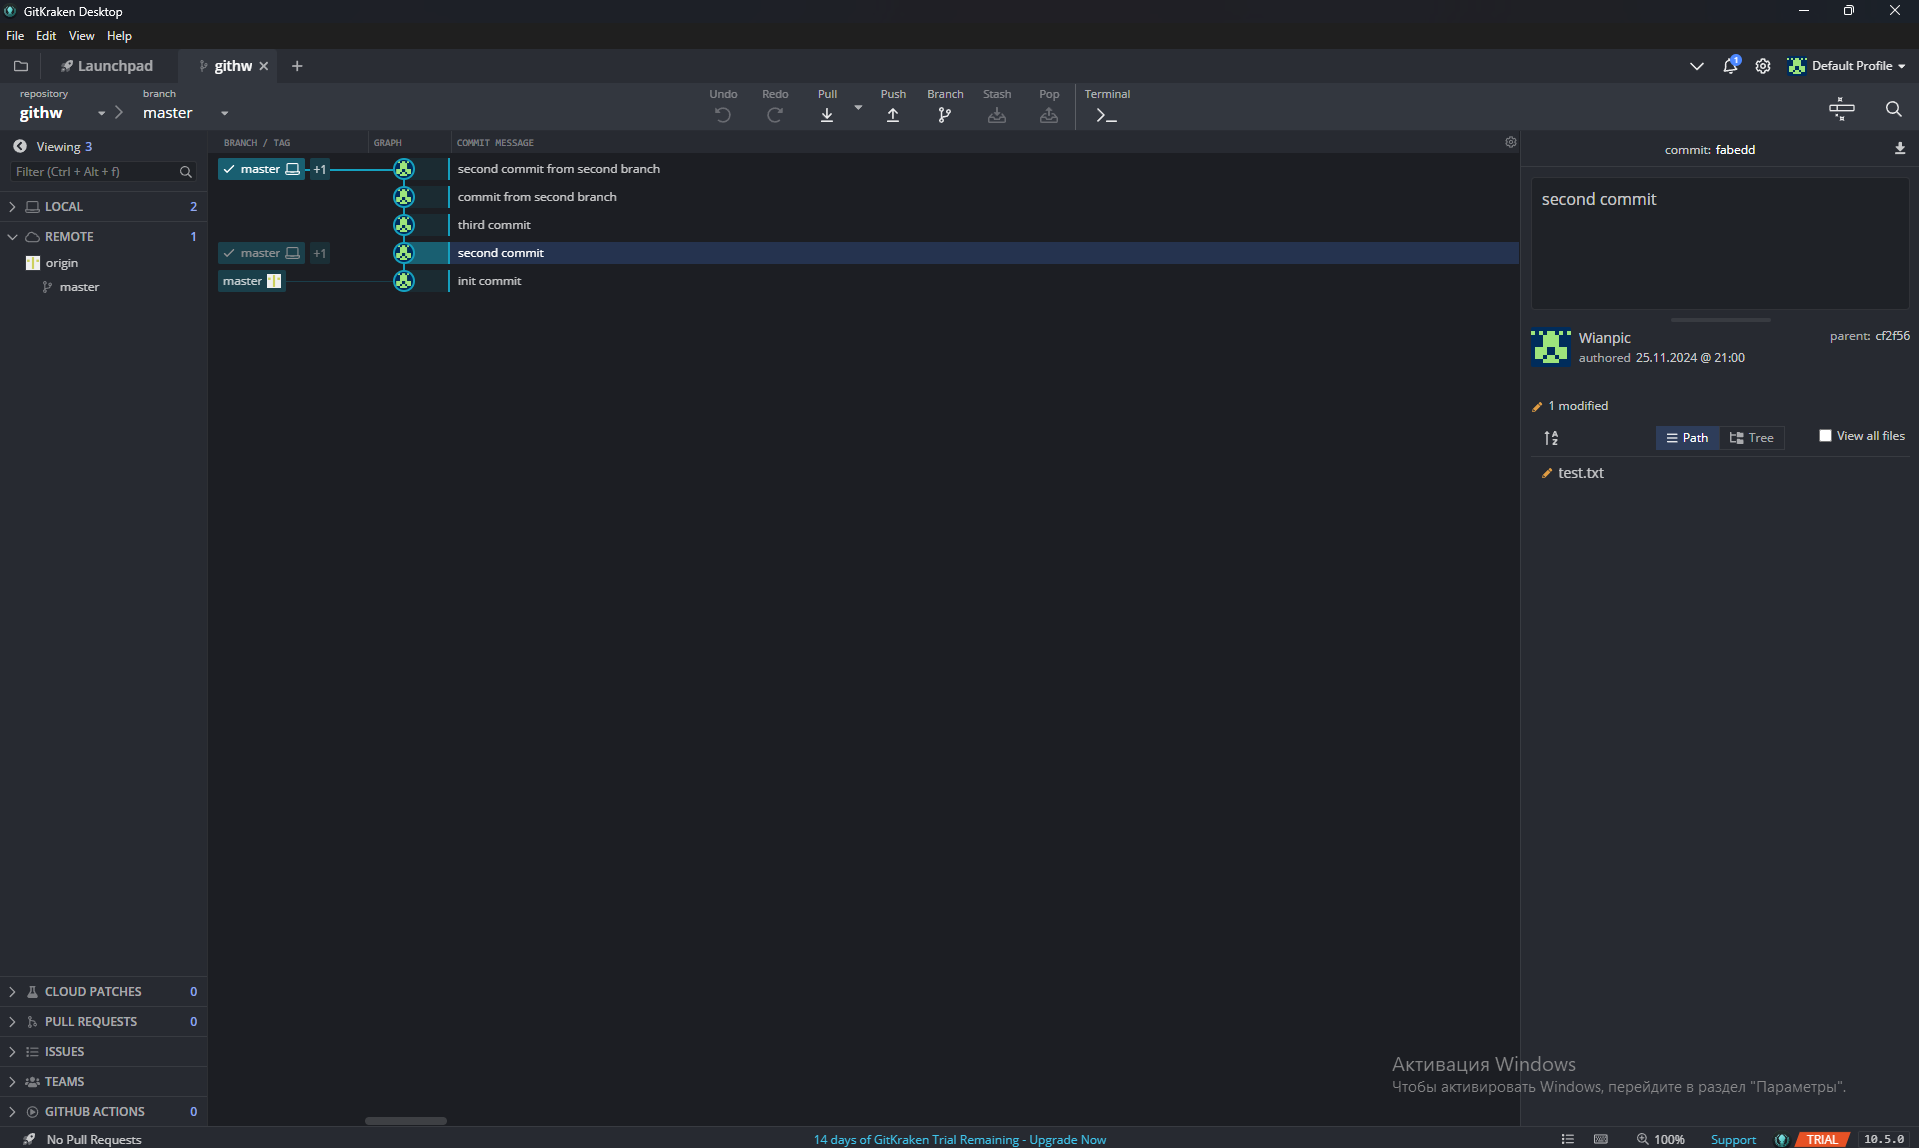 GitKraken Desktop
File Edit View Help
Launchpad githw
Default Profile
repository branch
githw master
Undo Redo Pull Push Branch Stash Pop Terminal
Viewing 3
Filter (Ctrl + Alt + f)
LOCAL 2
REMOTE 1
origin
master
BRANCH / TAG GRAPH COMMIT MESSAGE
master +1 second commit from second branch
commit from second branch
third commit
master +1 second commit
master init commit
commit: fabedd
second commit
Wianpic
authored 25.11.2024 @ 21:00
parent: cf2f56
1 modified
Path Tree View all files
test.txt
CLOUD PATCHES 0
PULL REQUESTS 0
ISSUES
TEAMS
GITHUB ACTIONS 0
Активация Windows
Чтобы активировать Windows, перейдите в раздел "Параметры".
No Pull Requests
14 days of GitKraken Trial Remaining - Upgrade Now
100% Support TRIAL 10.5.0